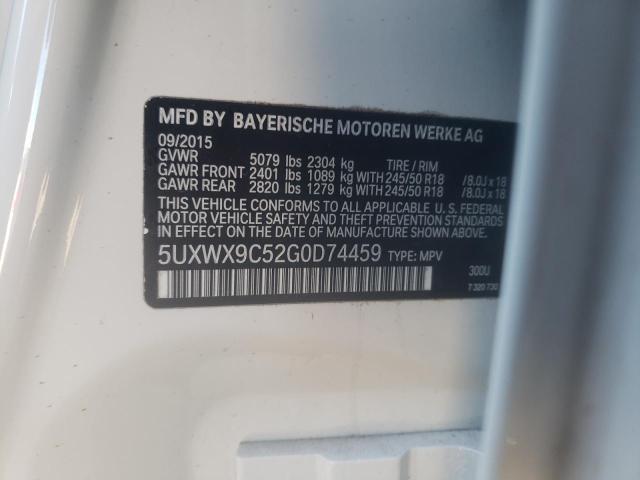 MFD BY BAYERISCHE MOTOREN WERKE AG
09/2015
GVWR 5079 lbs 2304 kg TIRE / RIM
GAWR FRONT 2401 lbs 1089 kg WITH 245/50 R18 /8.0J x 18
GAWR REAR 2820 lbs 1279 kg WITH 245/50 R18 /8.0J x 18
THIS VEHICLE CONFORMS TO ALL APPLICABLE U. S. FEDERAL
MOTOR VEHICLE SAFETY AND THEFT PREVENTION STANDARDS
IN EFFECT ON THE DATE OF MANUFACTURE SHOWN ABOVE.
5UXWX9C52G0D74459 TYPE: MPV
300U
7 320 730